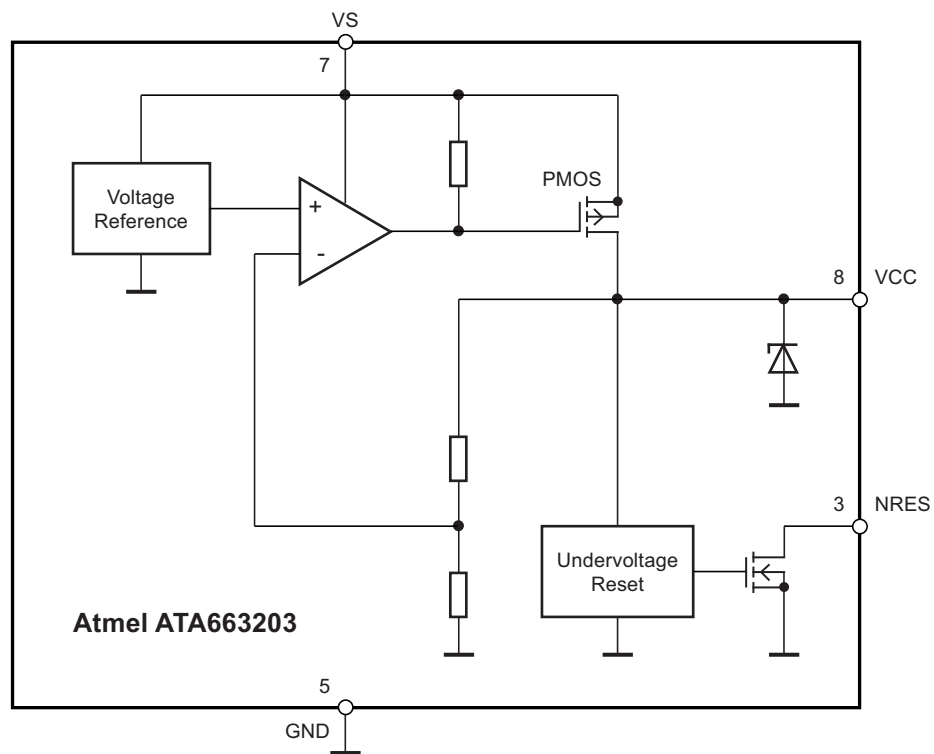 VS
7
Voltage
Reference
+
-
PMOS
8
VCC
3
NRES
Undervoltage
Reset
Atmel ATA663203
5
GND